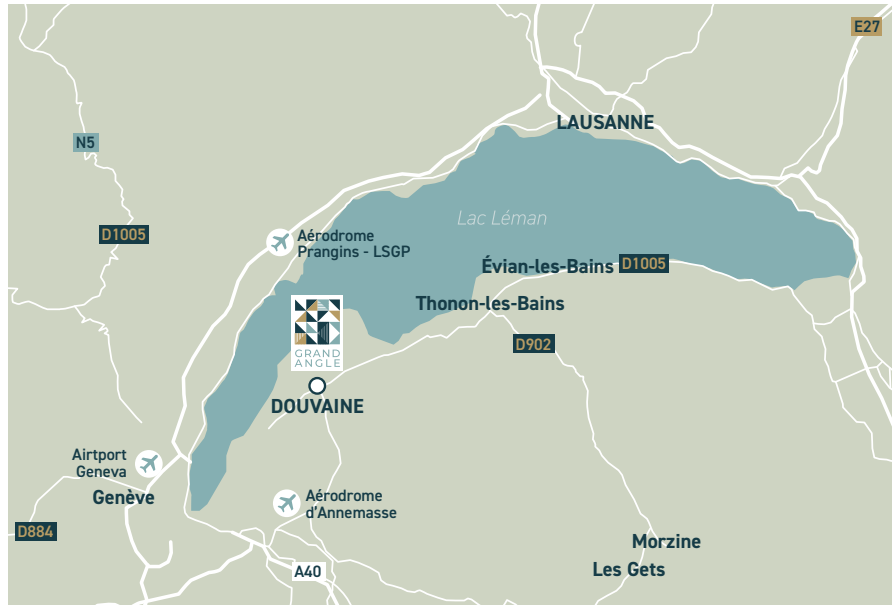 E27
LAUSANNE
N5
Lac Léman
D1005
Aérodrome
Prangins - LSGP
Évian-les-Bains
D1005
Thonon-les-Bains
D902
GRAND
ANGLE
DOUVAINE
Airtport
Geneva
Genève
Aérodrome
d'Annemasse
D884
Morzine
Les Gets
A40